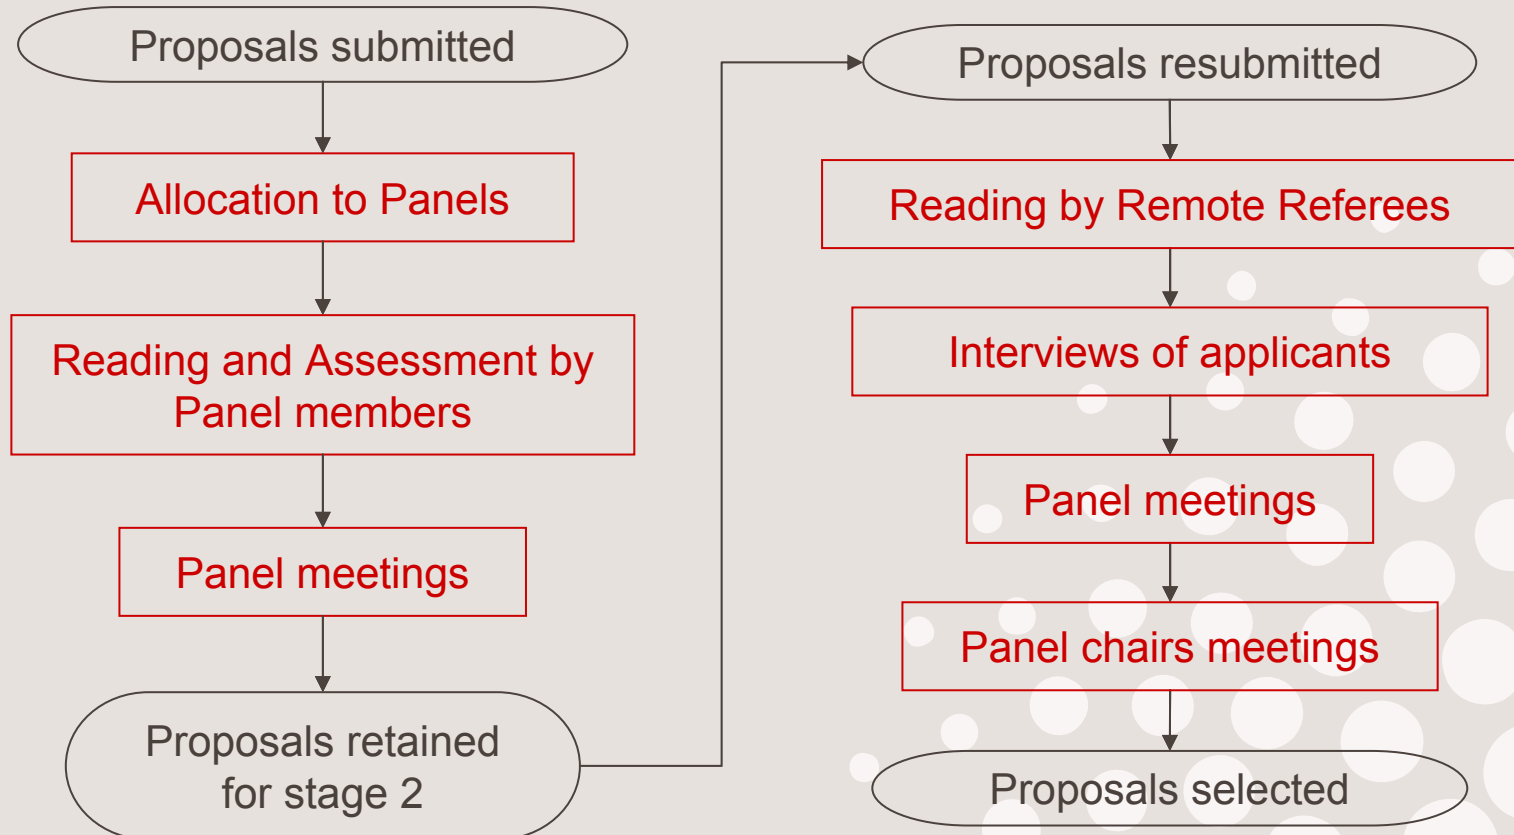 Proposals submitted
Allocation to Panels
Reading and Assessment by
Panel members
Panel meetings
Proposals retained
for stage 2
Proposals resubmitted
Reading by Remote Referees
Interviews of applicants
Panel meetings
Panel chairs meetings
Proposals selected